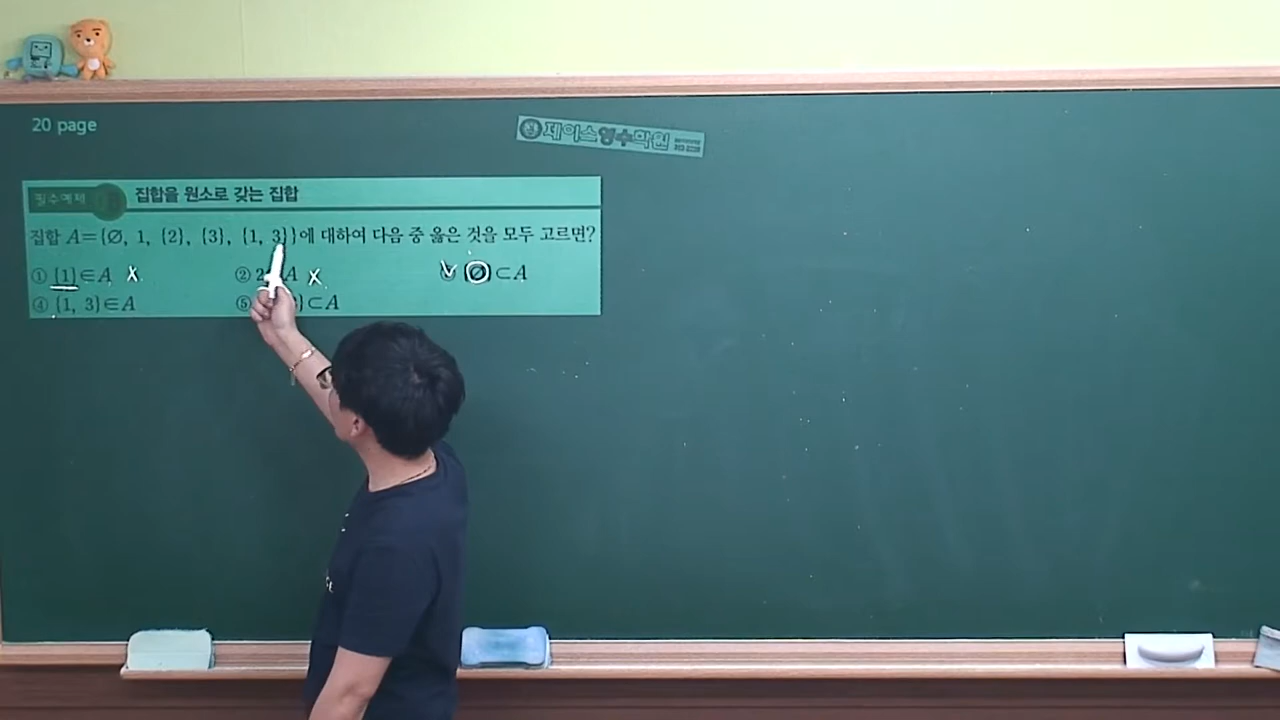 20 page
제이스영수학원
필수예제 집합을 원소로 갖는 집합
집합 A={∅, 1, {2}, {3}, {1, 3}}에 대하여 다음 중 옳은 것을 모두 고르면?
① {1}∈A X ② 2 A X {∅}⊂A
④ {1, 3}∈A ⑤ }⊂A